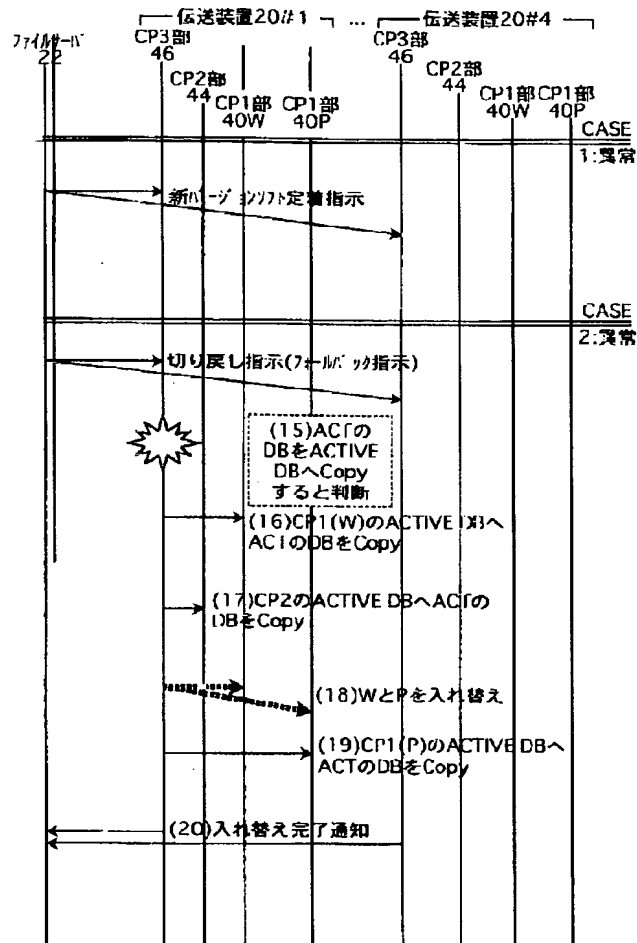 伝送装置20#1 … 伝送装置20#4
ファイルサーバ
22
CP3部
46
CP2部
44
CP1部
40W
CP1部
40P
CP3部
46
CP2部
44
CP1部
40W
CP1部
40P
CASE
1:異常
新バージョンソフト定着指示
CASE
2:異常
切り戻し指示(フォールバック指示)
(15)ACTの
DBをACTIVE
DBへCopy
すると判断
(16)CP1(W)のACTIVE DBへ
ACTのDBをCopy
(17)CP2のACTIVE DBへACTの
DBをCopy
(18)WとPを入れ替え
(19)CP1(P)のACTIVE DBへ
ACTのDBをCopy
(20)入れ替え完了通知